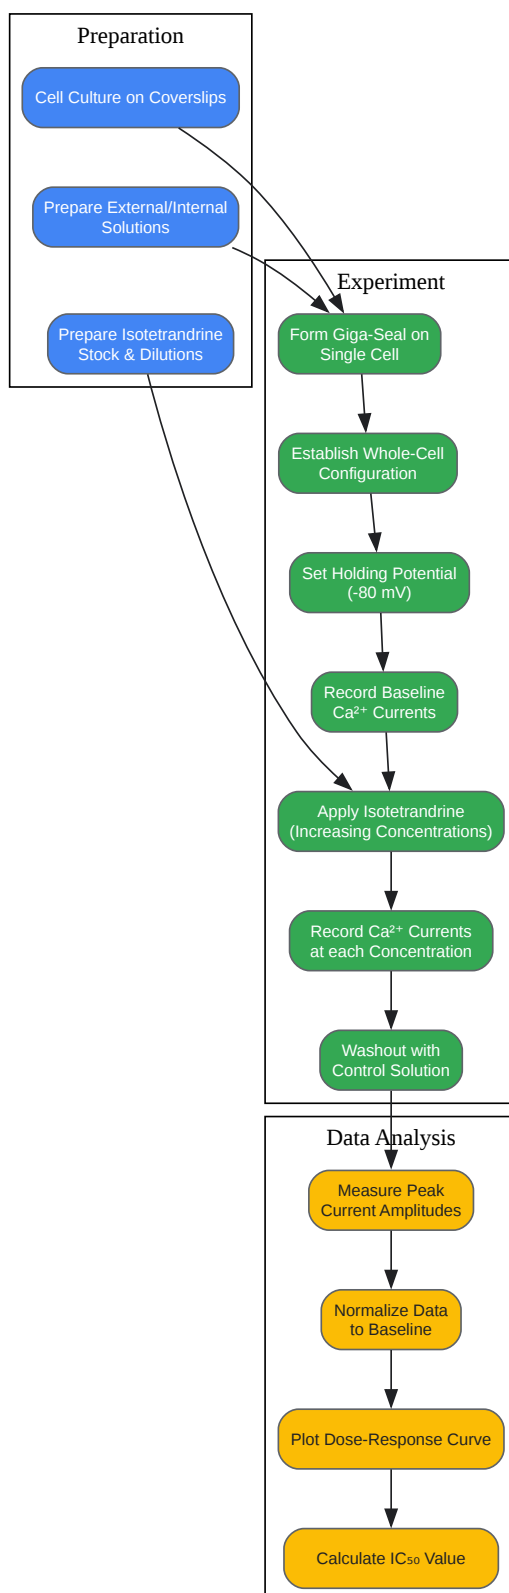 Preparation
Cell Culture on Coverslips
Prepare External/Internal
Solutions
Prepare Isotetrandrine
Stock & Dilutions
Experiment
Form Giga-Seal on
Single Cell
Establish Whole-Cell
Configuration
Set Holding Potential
(-80 mV)
Record Baseline
Ca²⁺ Currents
Apply Isotetrandrine
(Increasing Concentrations)
Record Ca²⁺ Currents
at each Concentration
Washout with
Control Solution
Data Analysis
Measure Peak
Current Amplitudes
Normalize Data
to Baseline
Plot Dose-Response Curve
Calculate IC₅₀ Value